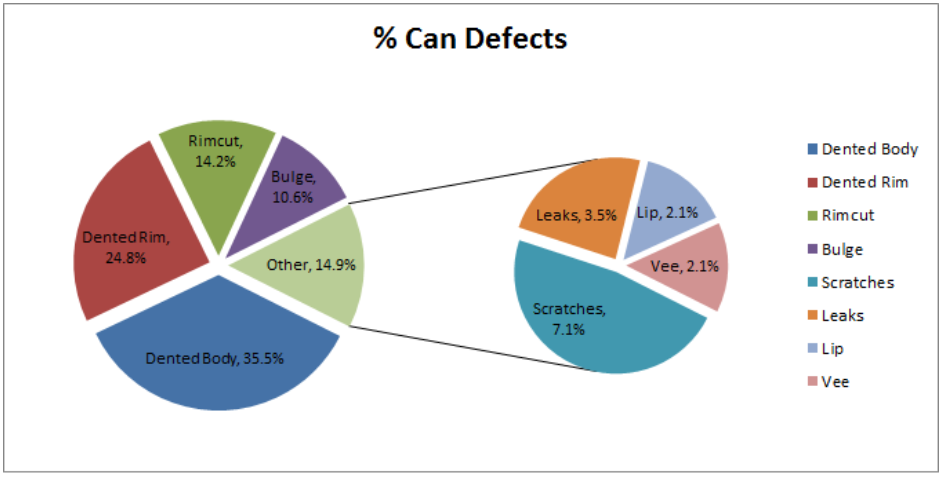 % Can Defects
Rimcut,
14.2%
Bulge,
10.6%
Dented Rim,
24.8%
Other, 14.9%
Dented Body, 35.5%
Leaks, 3.5%
Lip, 2.1%
Vee, 2.1%
Scratches,
7.1%
Dented Body
Dented Rim
Rimcut
Bulge
Scratches
Leaks
Lip
Vee